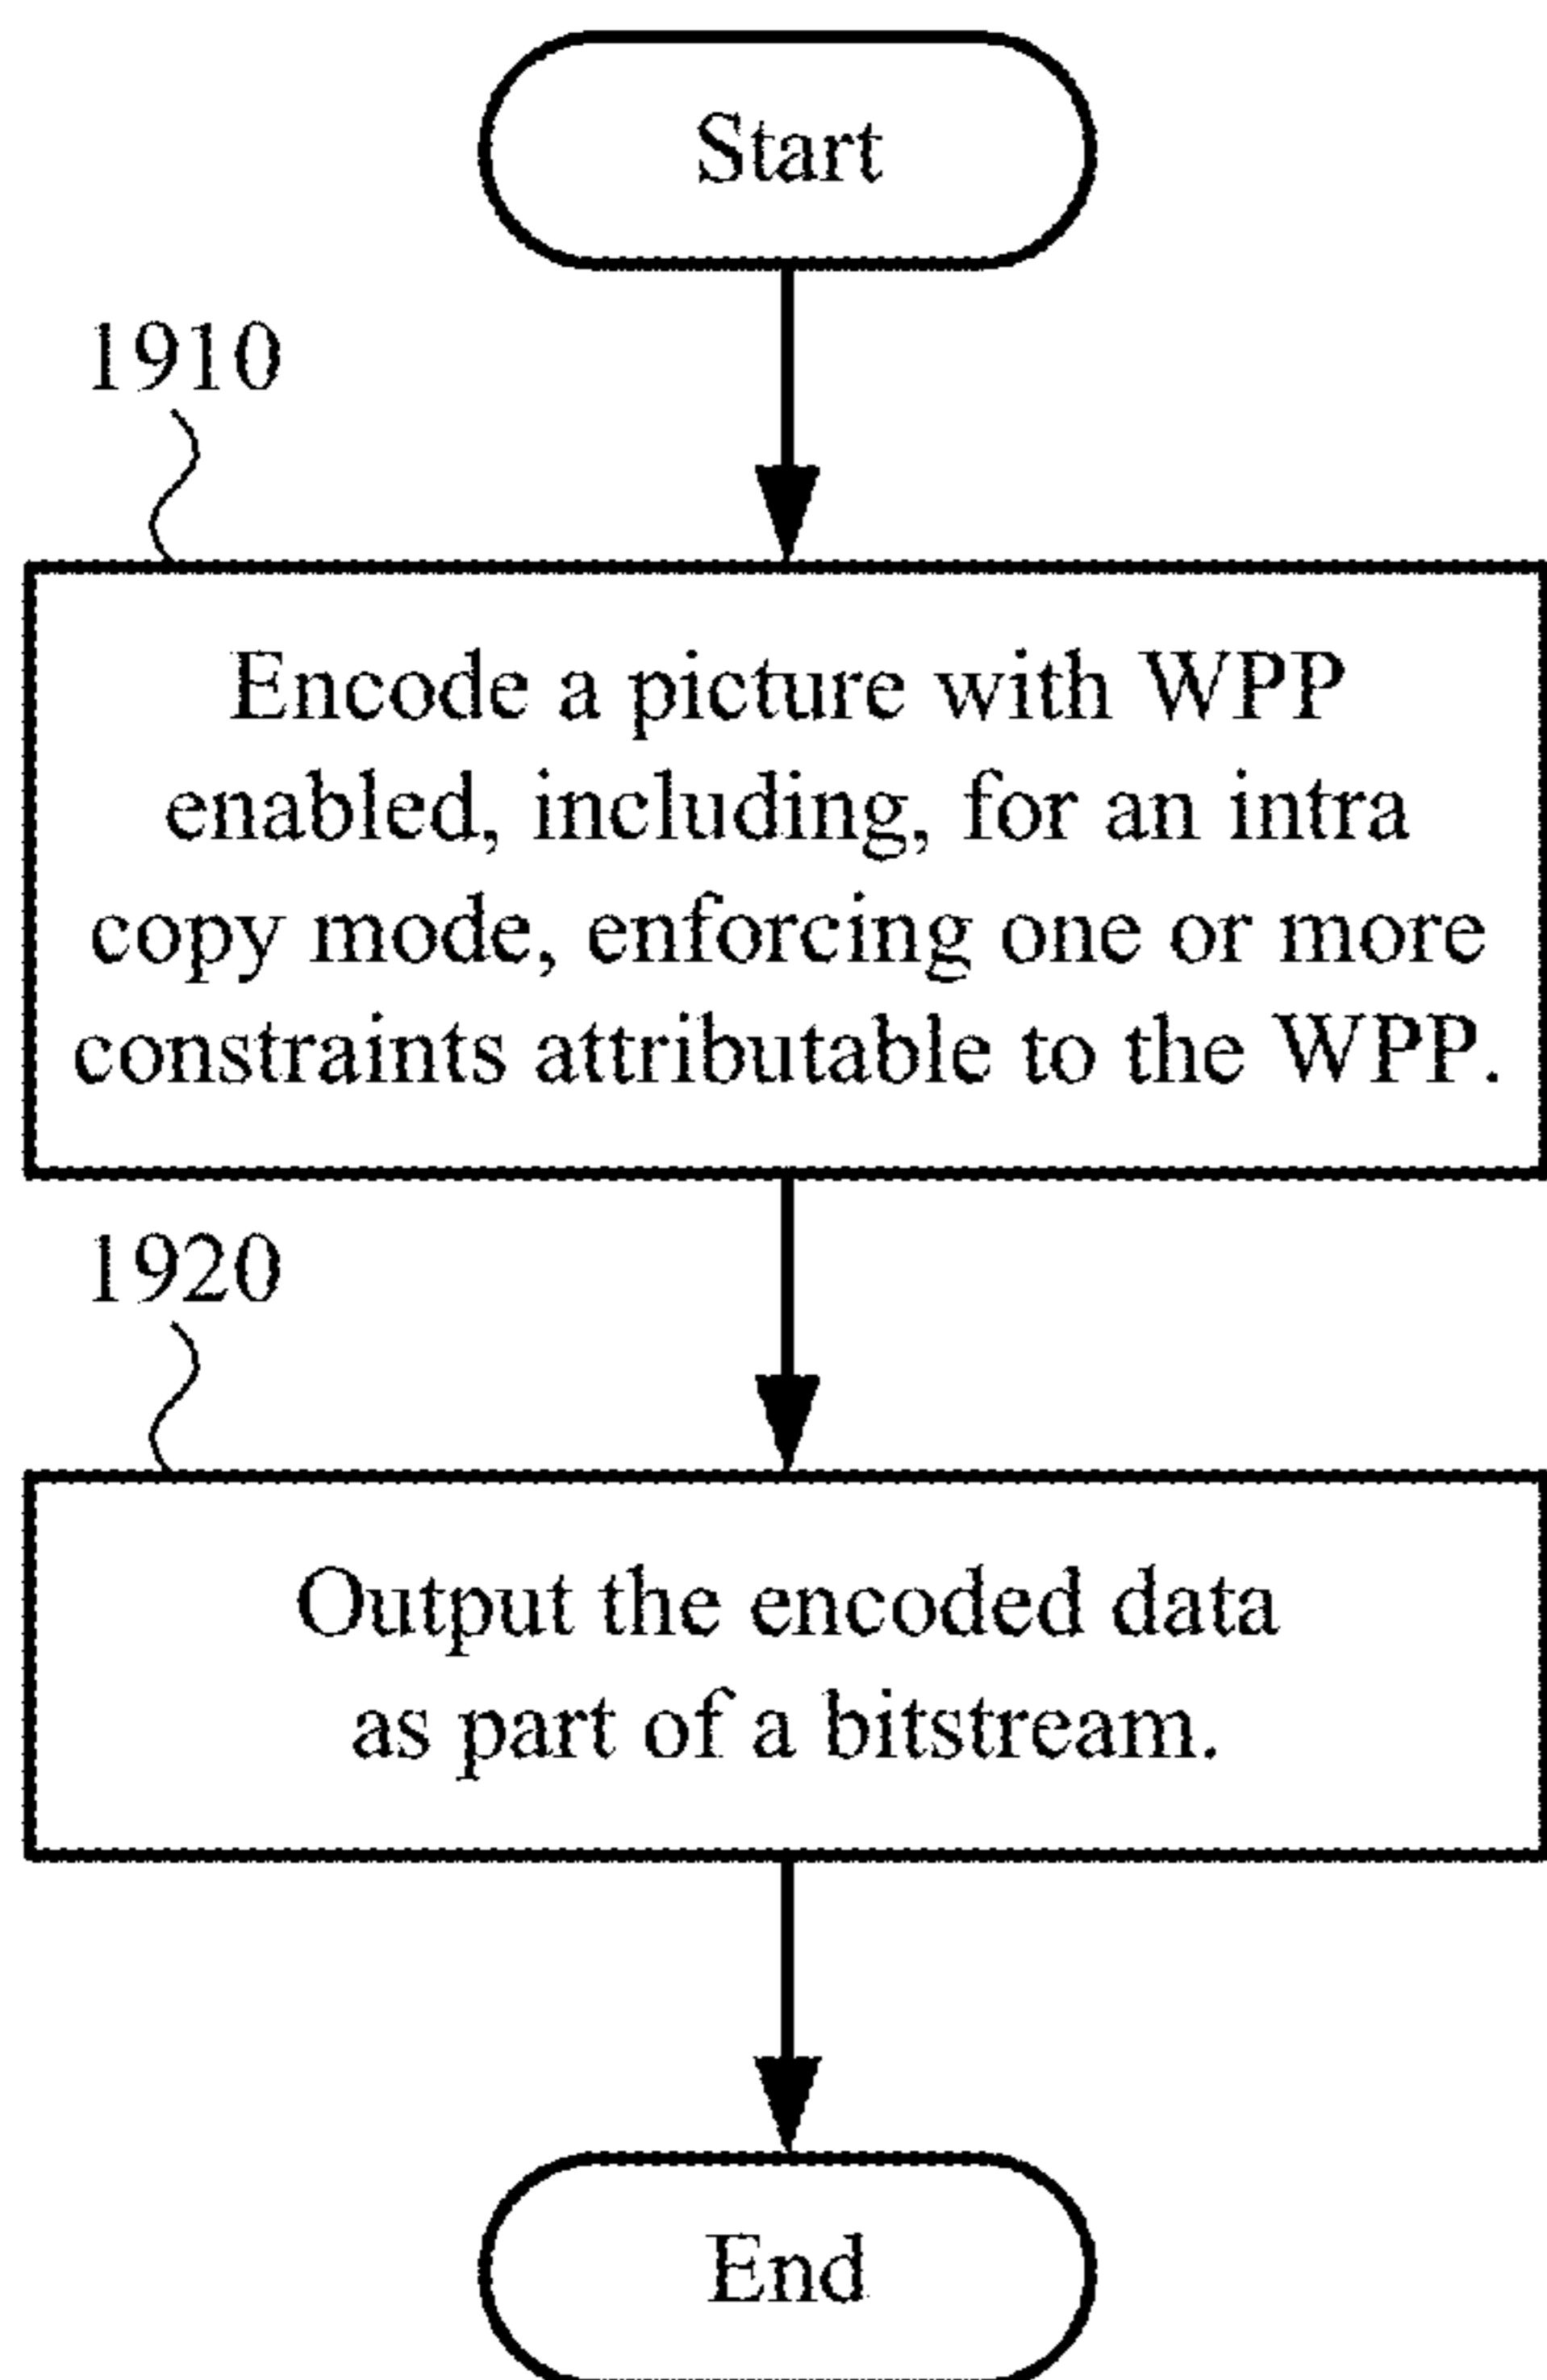 Start
1910
Encode a picture with WPP
enabled, including, for an intra
copy mode, enforcing one or more
constraints attributable to the WPP.
1920
Output the encoded data
as part of a bitstream.
End